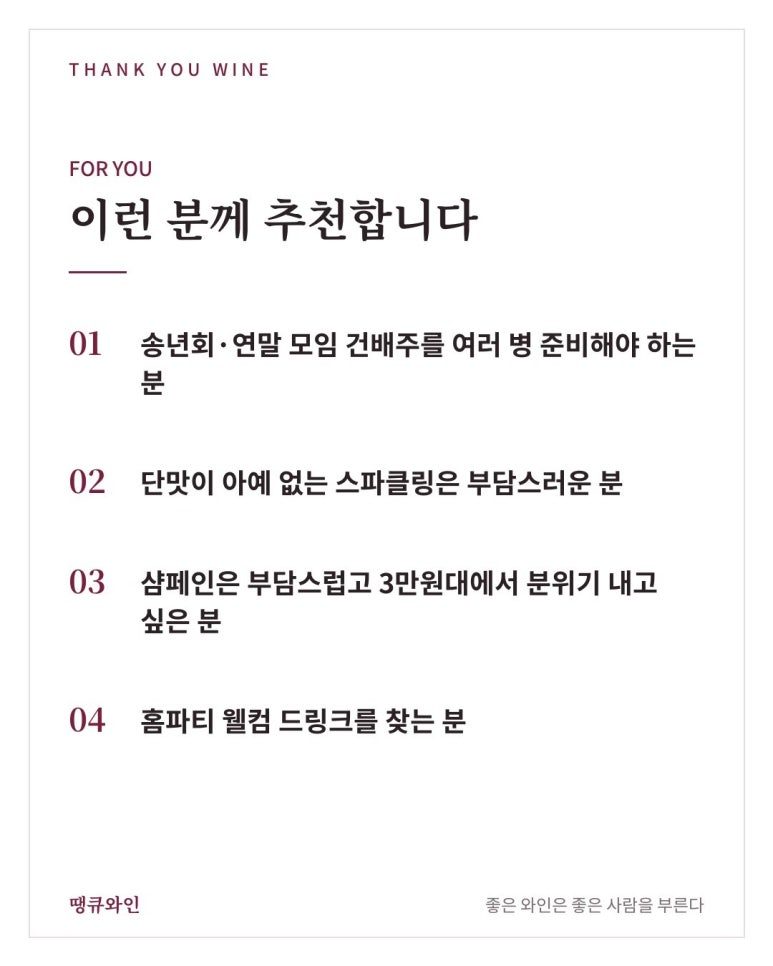 THANK YOU WINE
FOR YOU
이런 분께 추천합니다
01 송년회·연말 모임 건배주를 여러 병 준비해야 하는
분
02 단맛이 아예 없는 스파클링은 부담스러운 분
03 샴페인은 부담스럽고 3만원대에서 분위기 내고
싶은 분
04 홈파티 웰컴 드링크를 찾는 분
땡큐와인
좋은 와인은 좋은 사람을 부른다